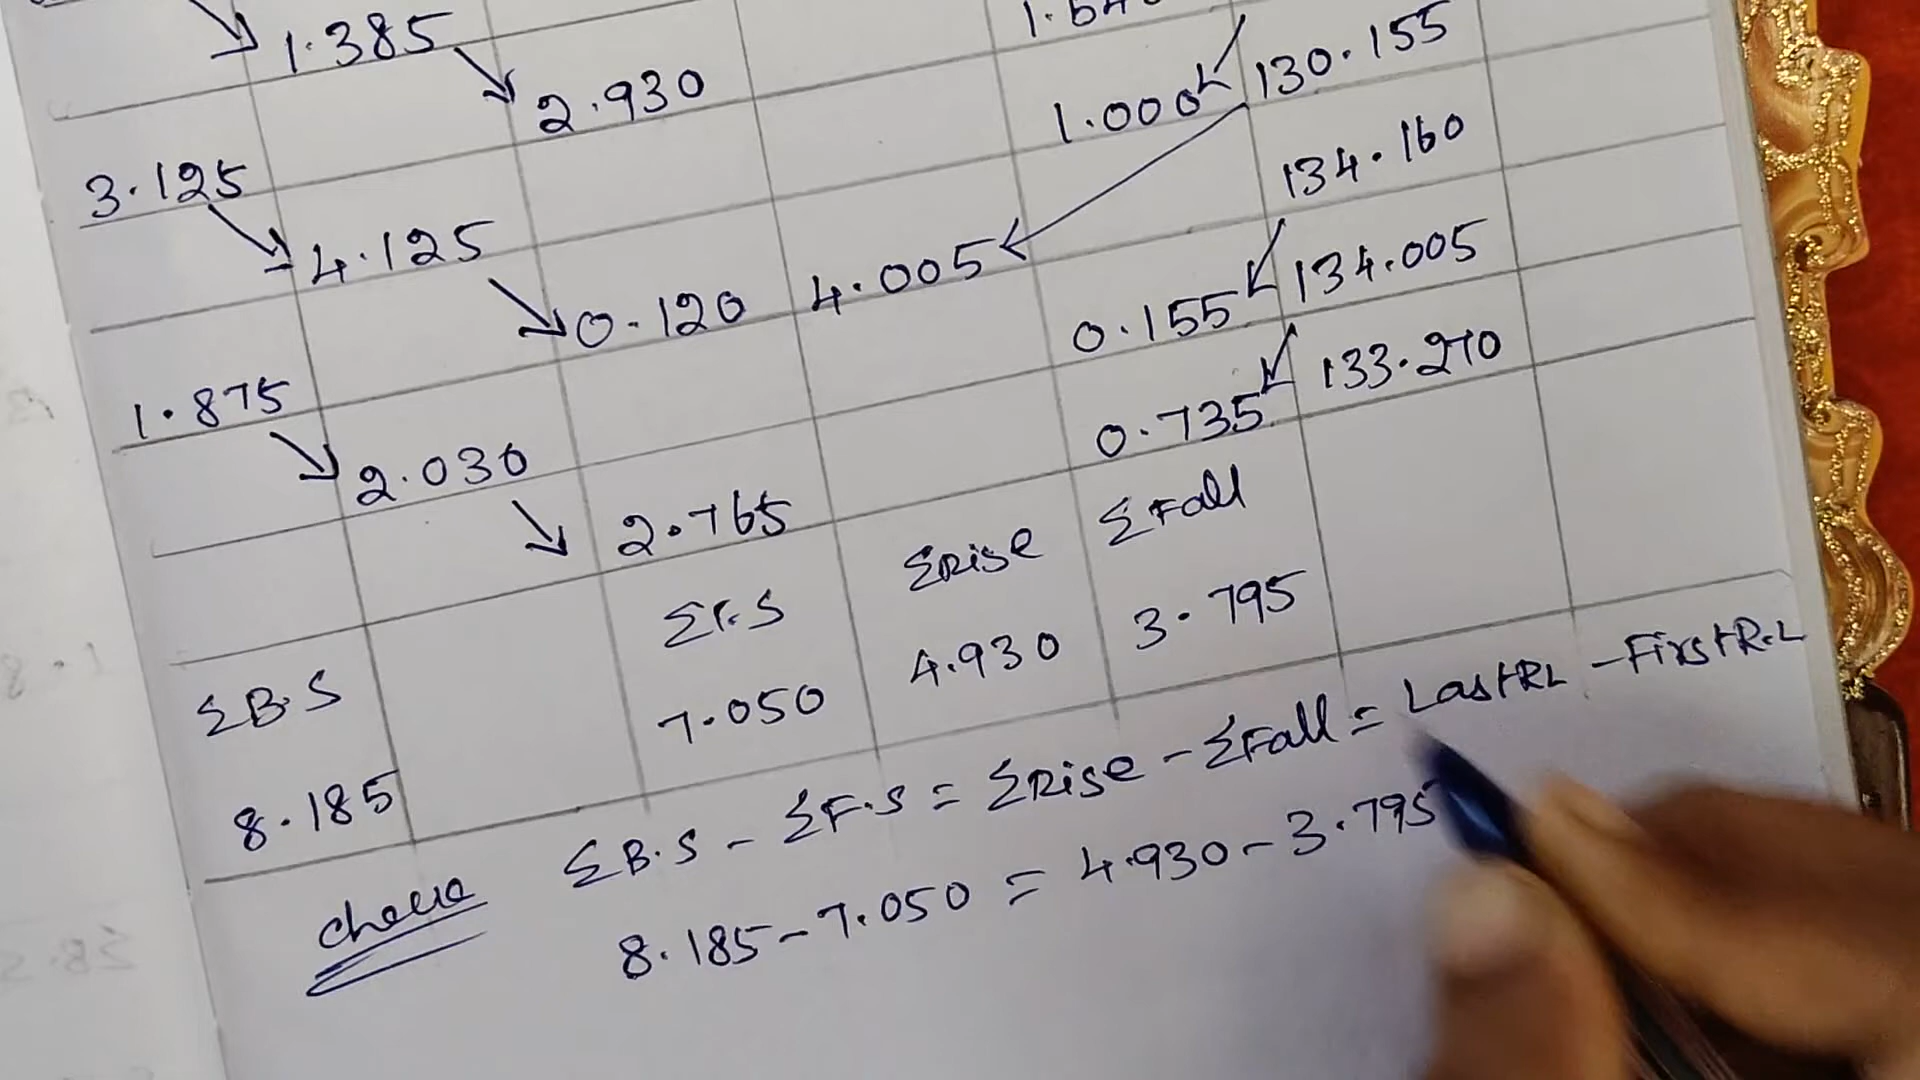 1.385
2.930
1.000 130.155
3.125
4.125
0.120 4.005 134.160
1.875
0.155 134.005
2.030
2.765
0.735 133.270
ΣB.S ΣF.S ΣRise ΣFall
8.185 7.050 4.930 3.795
ΣB.S - ΣF.S = ΣRise - ΣFall = Last RL - First R.L
8.185 - 7.050 = 4.930 - 3.795